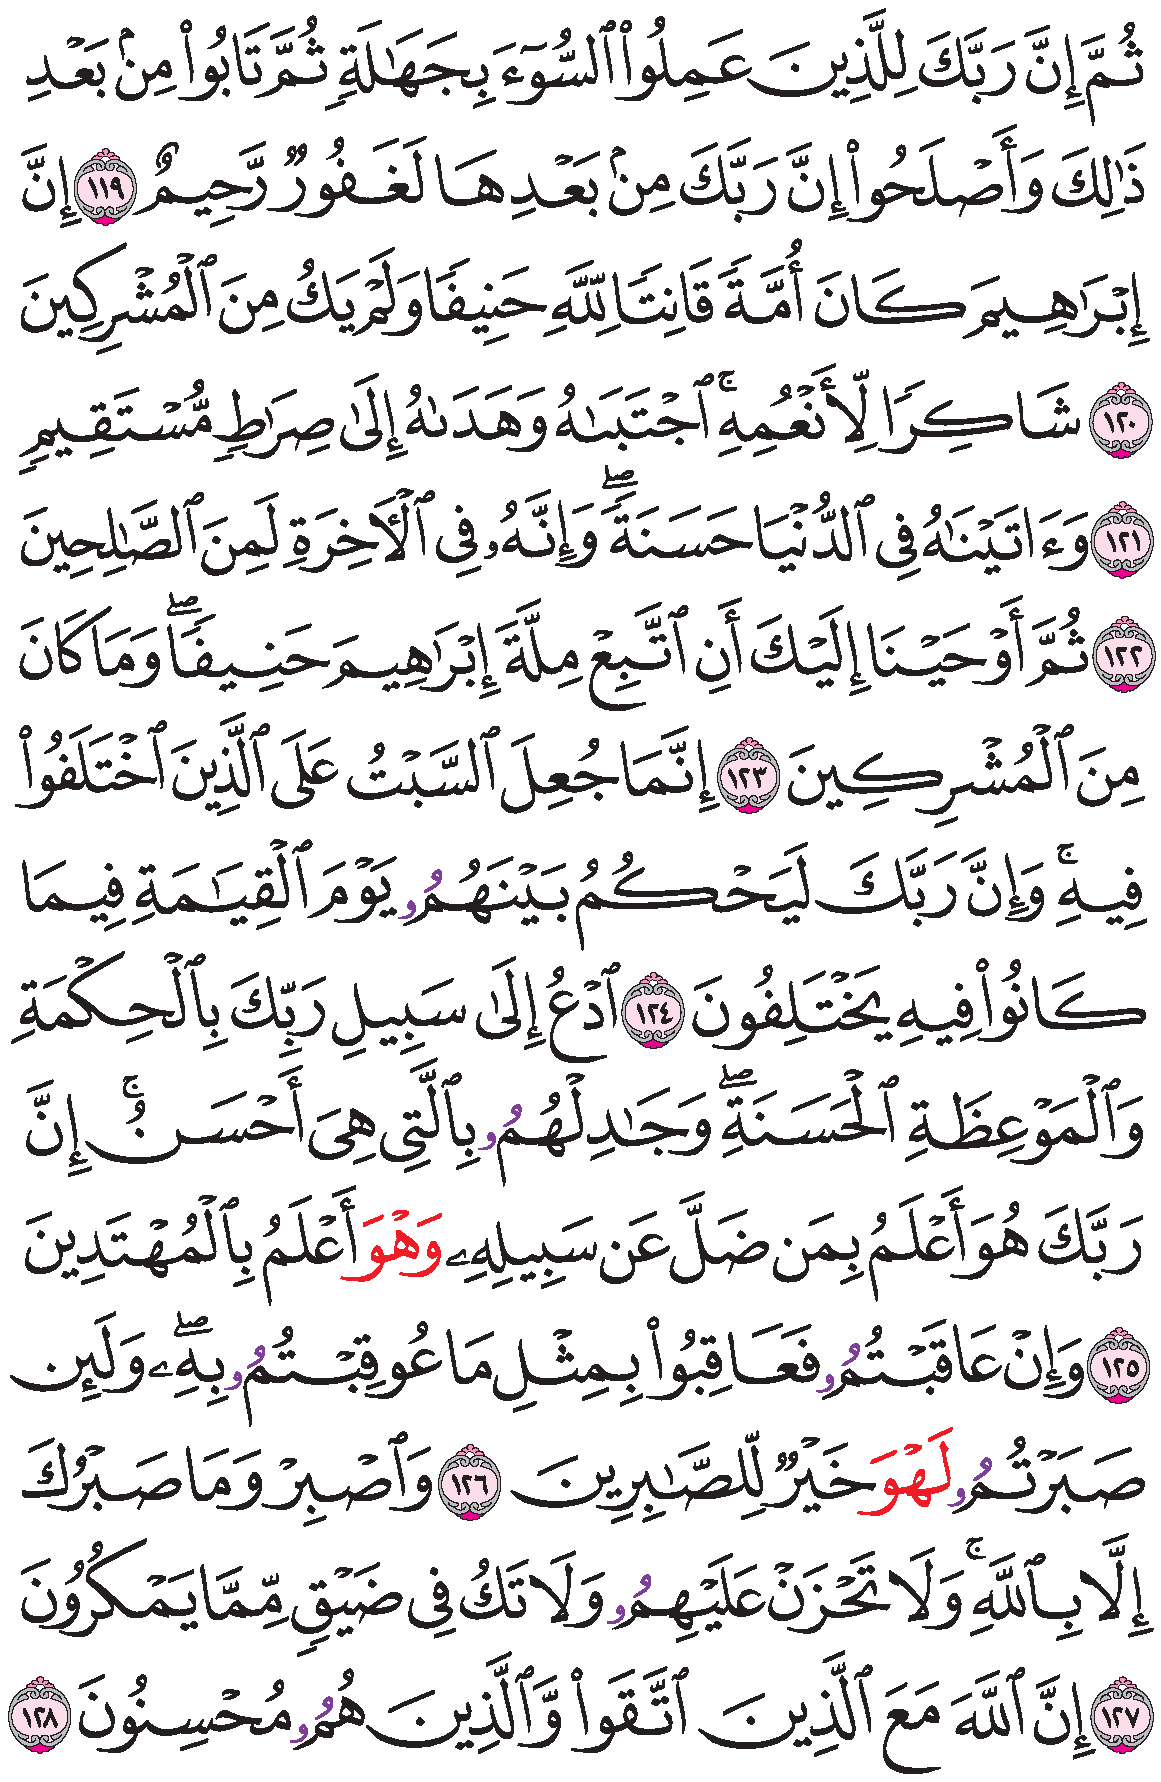 ثُمَّ إِنَّ رَبَّكَ لِلَّذِينَ عَمِلُوا۟ ٱلسُّوٓءَ بِجَهَـٰلَةٍ ثُمَّ تَابُوا۟ مِنۢ بَعْدِ
ذَٰلِكَ وَأَصْلَحُوٓا۟ إِنَّ رَبَّكَ مِنۢ بَعْدِهَا لَغَفُورٌ رَّحِيمٌ ١١٩ إِنَّ
إِبْرَٰهِيمَ كَانَ أُمَّةً قَانِتًا لِّلَّهِ حَنِيفًا وَلَمْ يَكُ مِنَ ٱلْمُشْرِكِينَ
١٢٠ شَاكِرًا لِّأَنْعُمِهِ ۚ ٱجْتَبَىٰهُ وَهَدَىٰهُ إِلَىٰ صِرَٰطٍ مُّسْتَقِيمٍ
١٢١ وَءَاتَيْنَـٰهُ فِى ٱلدُّنْيَا حَسَنَةً ۖ وَإِنَّهُۥ فِى ٱلْأَخِرَةِ لَمِنَ ٱلصَّـٰلِحِينَ
١٢٢ ثُمَّ أَوْحَيْنَا إِلَيْكَ أَنِ ٱتَّبِعْ مِلَّةَ إِبْرَٰهِيمَ حَنِيفًا ۖ وَمَا كَانَ
مِنَ ٱلْمُشْرِكِينَ ١٢٣ إِنَّمَا جُعِلَ ٱلسَّبْتُ عَلَى ٱلَّذِينَ ٱخْتَلَفُوا۟
فِيهِ ۚ وَإِنَّ رَبَّكَ لَيَحْكُمُ بَيْنَهُمُۥ يَوْمَ ٱلْقِيَـٰمَةِ فِيمَا
كَانُوا۟ فِيهِ يَخْتَلِفُونَ ١٢٤ ٱدْعُ إِلَىٰ سَبِيلِ رَبِّكَ بِٱلْحِكْمَةِ
وَٱلْمَوْعِظَةِ ٱلْحَسَنَةِ ۖ وَجَـٰدِلْهُمُۥ بِٱلَّتِى هِىَ أَحْسَنُ ۚ إِنَّ
رَبَّكَ هُوَ أَعْلَمُ بِمَن ضَلَّ عَن سَبِيلِهِۦ وَهْوَ أَعْلَمُ بِٱلْمُهْتَدِينَ
١٢٥ وَإِنْ عَاقَبْتُمُۥ فَعَاقِبُوا۟ بِمِثْلِ مَا عُوقِبْتُمُۥ بِهِۦ ۖ وَلَئِن
صَبَرْتُمُۥ لَهْوَ خَيْرٌ لِّلصَّـٰبِرِينَ ١٢٦ وَٱصْبِرْ وَمَا صَبْرُكَ
إِلَّا بِٱللَّهِ ۚ وَلَا تَحْزَنْ عَلَيْهِمُۥ وَلَا تَكُ فِى ضَيْقٍ مِّمَّا يَمْكُرُونَ
١٢٧ إِنَّ ٱللَّهَ مَعَ ٱلَّذِينَ ٱتَّقَوا۟ وَّٱلَّذِينَ هُمُۥ مُحْسِنُونَ ١٢٨